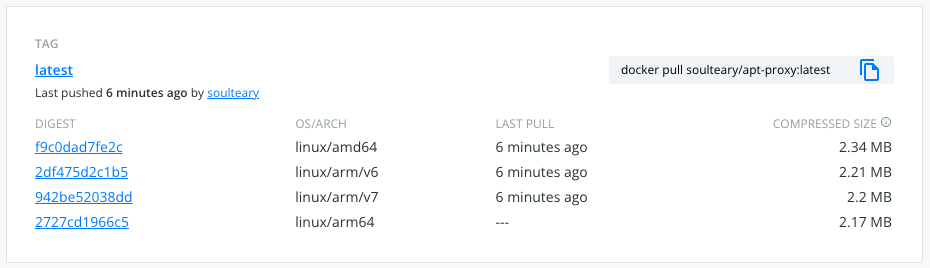 TAG
latest
docker pull soulteary/apt-proxy:latest
Last pushed 6 minutes ago by soulteary
DIGEST OS/ARCH LAST PULL COMPRESSED SIZE
f9c0dad7fe2c linux/amd64 6 minutes ago 2.34 MB
2df475d2c1b5 linux/arm/v6 6 minutes ago 2.21 MB
942be52038dd linux/arm/v7 6 minutes ago 2.2 MB
2727cd1966c5 linux/arm64 --- 2.17 MB